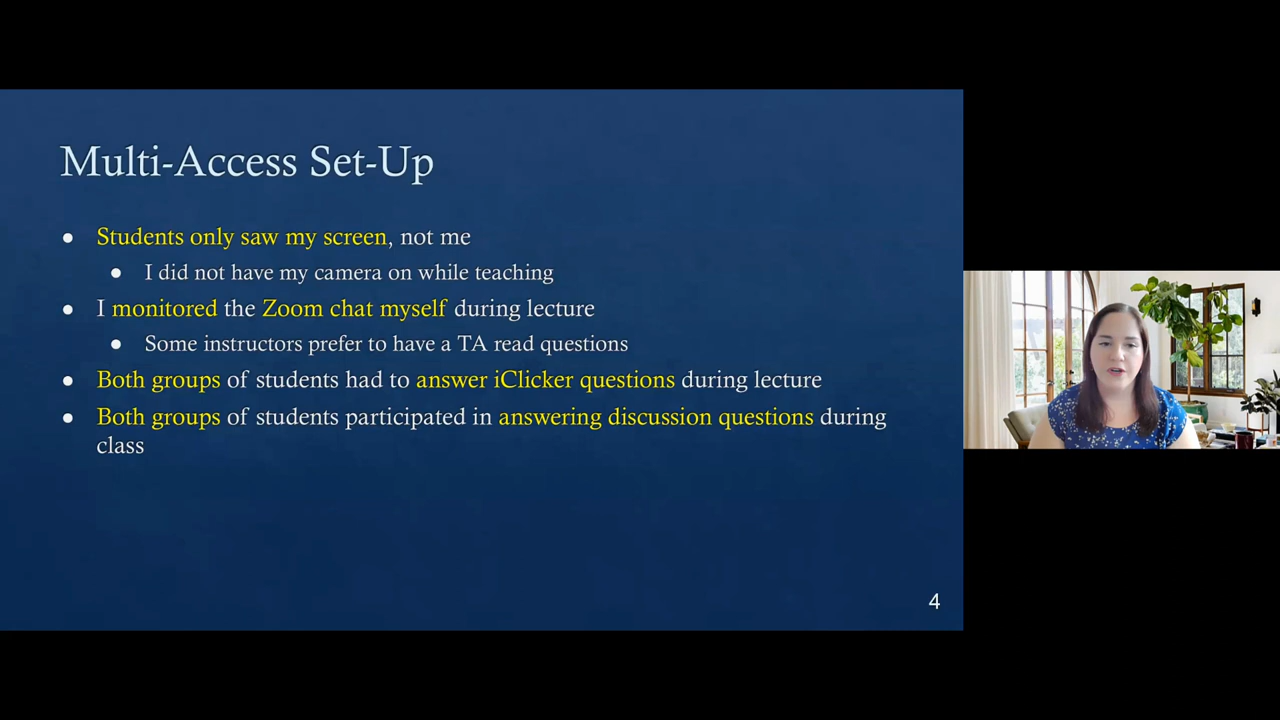 Multi-Access Set-Up
● Students only saw my screen, not me
● I did not have my camera on while teaching
● I monitored the Zoom chat myself during lecture
● Some instructors prefer to have a TA read questions
● Both groups of students had to answer iClicker questions during lecture
● Both groups of students participated in answering discussion questions during
class
4